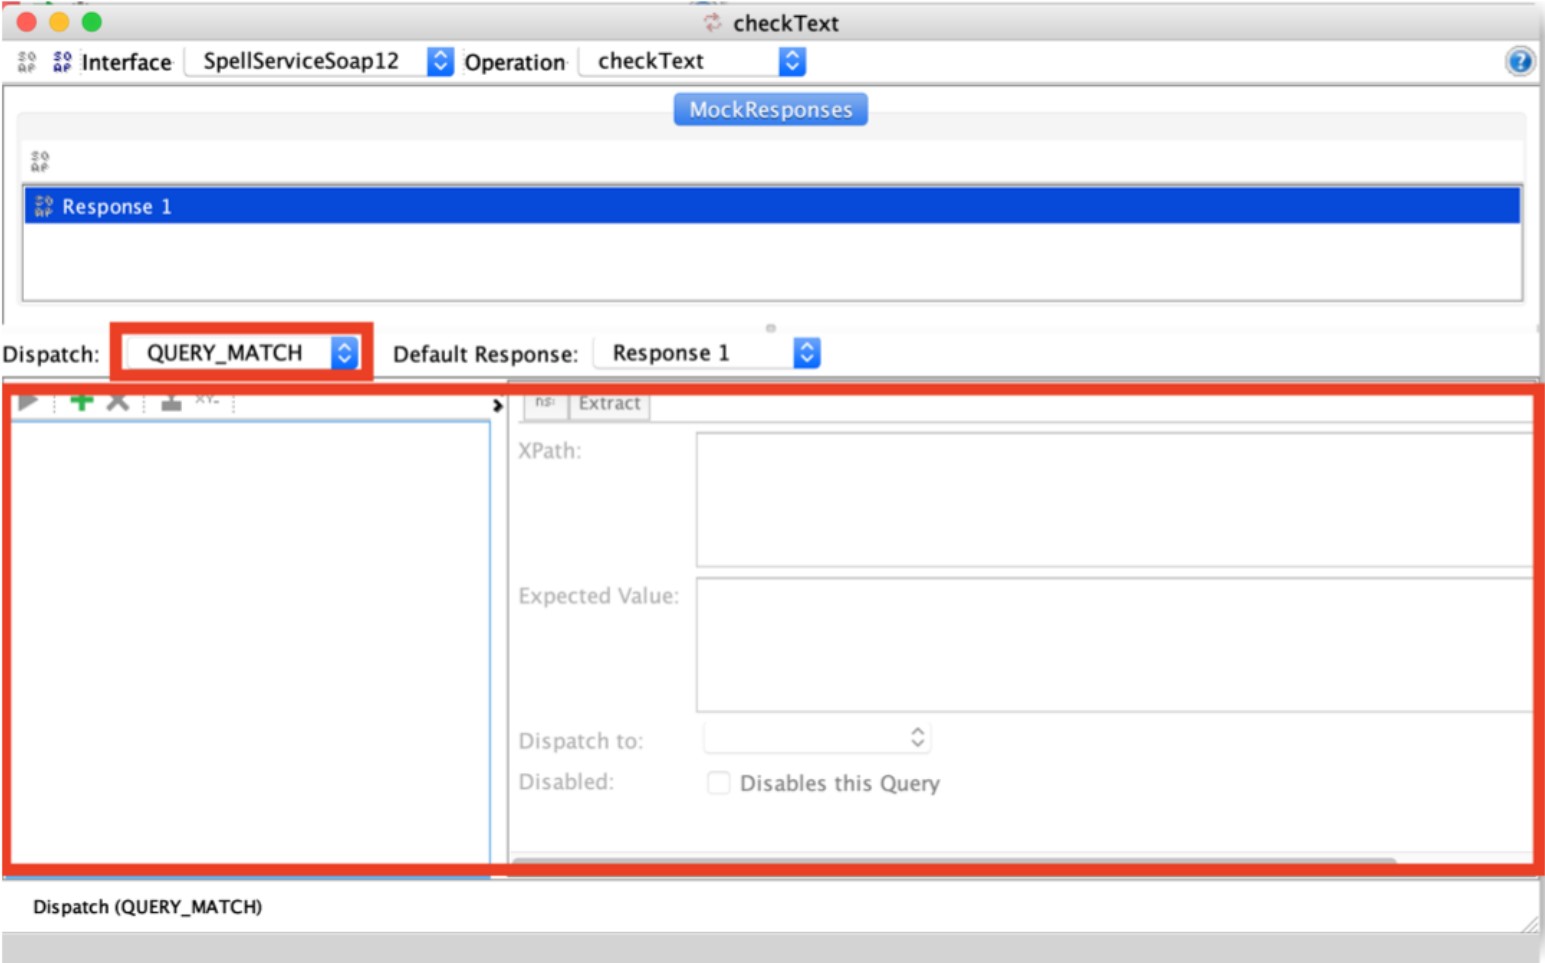 checkText
Interface SpellServiceSoap12 Operation checkText
MockResponses
Response 1
Dispatch: QUERY_MATCH Default Response: Response 1
ns: Extract
XPath:
Expected Value:
Dispatch to:
Disabled: Disables this Query
Dispatch (QUERY_MATCH)